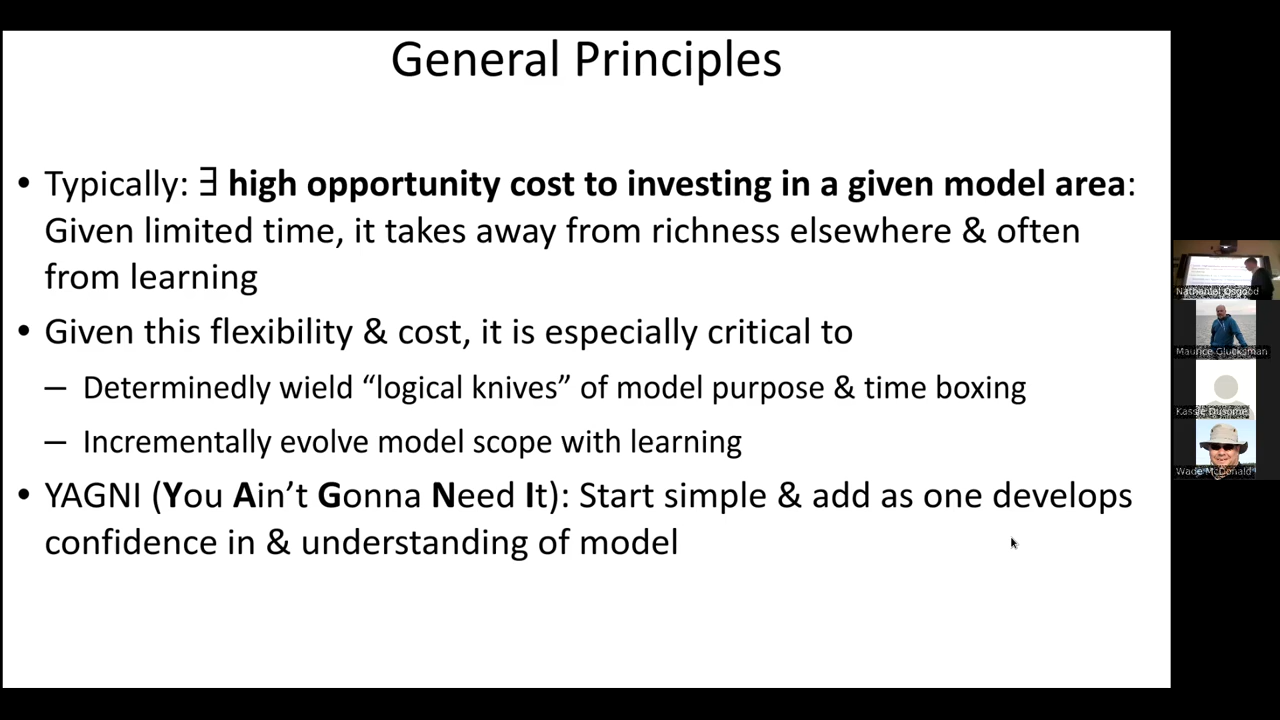 General Principles
• Typically: ∃ high opportunity cost to investing in a given model area:
Given limited time, it takes away from richness elsewhere & often
from learning
• Given this flexibility & cost, it is especially critical to
– Determinedly wield “logical knives” of model purpose & time boxing
– Incrementally evolve model scope with learning
• YAGNI (You Ain’t Gonna Need It): Start simple & add as one develops
confidence in & understanding of model
Nathaniel Osgood
Maurice Glucksman
Kassie
Wade McDonald